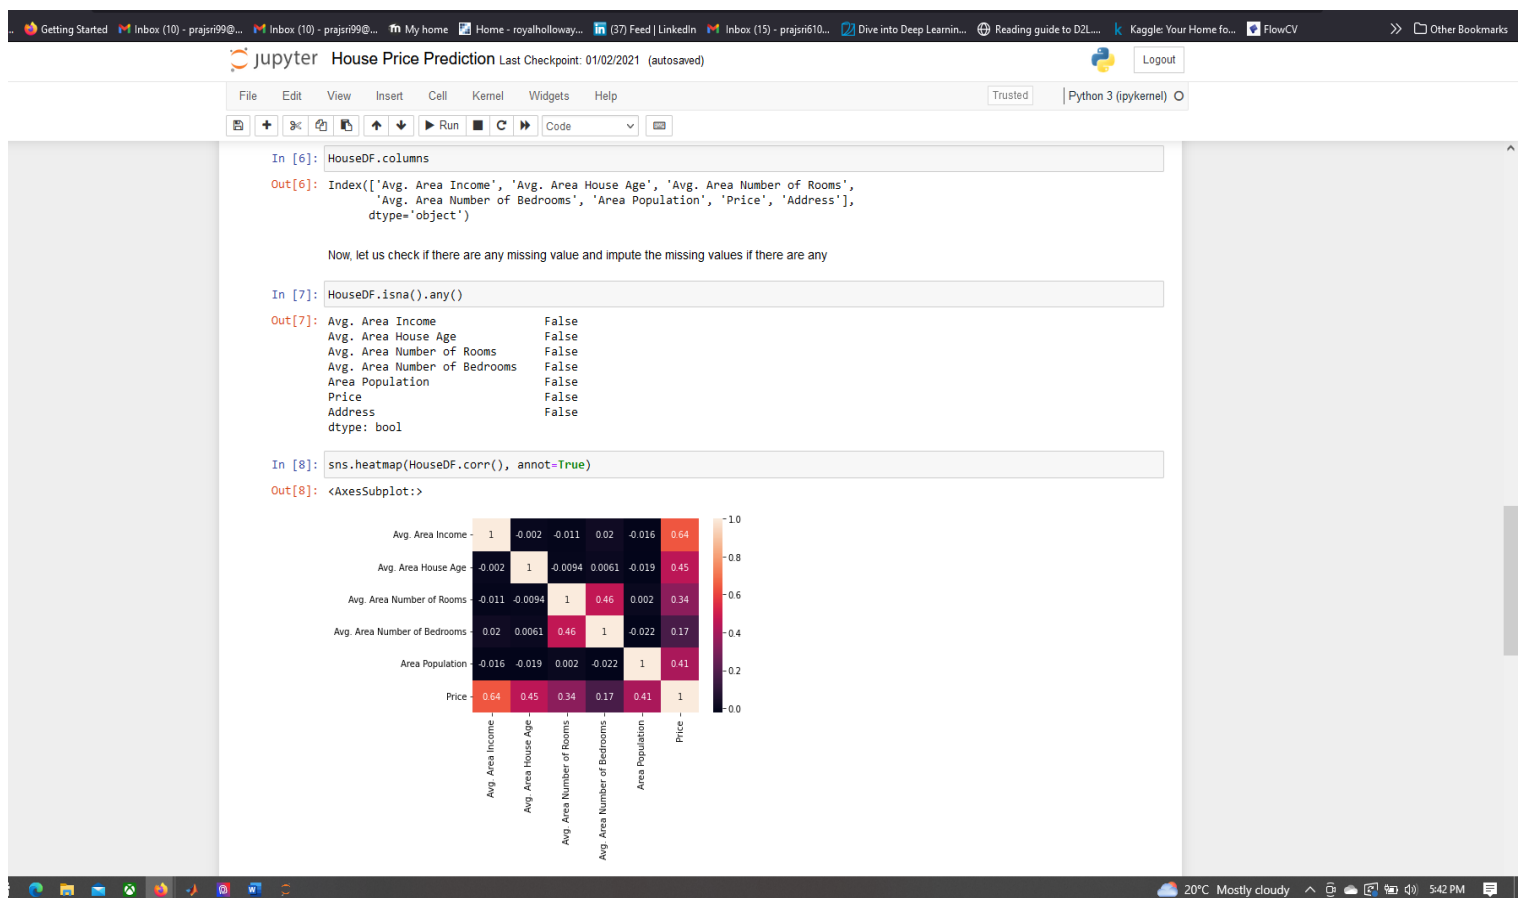 Getting Started Inbox (10) - prajsri99@... Inbox (10) - prajsri99@... My home Home - royalholloway... (37) Feed | LinkedIn Inbox (15) - prajsri610... Dive into Deep Learnin... Reading guide to D2L.... Kaggle: Your Home fo... FlowCV Other Bookmarks
jupyter House Price Prediction Last Checkpoint: 01/02/2021 (autosaved) Logout
File Edit View Insert Cell Kernel Widgets Help Trusted Python 3 (ipykernel)
Run Code
In [6]: HouseDF.columns
Out[6]: Index(['Avg. Area Income', 'Avg. Area House Age', 'Avg. Area Number of Rooms',
'Avg. Area Number of Bedrooms', 'Area Population', 'Price', 'Address'],
dtype='object')
Now, let us check if there are any missing value and impute the missing values if there are any
In [7]: HouseDF.isna().any()
Out[7]: Avg. Area Income False
Avg. Area House Age False
Avg. Area Number of Rooms False
Avg. Area Number of Bedrooms False
Area Population False
Price False
Address False
dtype: bool
In [8]: sns.heatmap(HouseDF.corr(), annot=True)
Out[8]: <AxesSubplot:>
Avg. Area Income 1 -0.002 -0.011 0.02 -0.016 0.64
Avg. Area House Age -0.002 1 -0.0094 0.0061 -0.019 0.45
Avg. Area Number of Rooms -0.011 -0.0094 1 0.46 0.002 0.34
Avg. Area Number of Bedrooms 0.02 0.0061 0.46 1 -0.022 0.17
Area Population -0.016 -0.019 0.002 -0.022 1 0.41
Price 0.64 0.45 0.34 0.17 0.41 1
1.0
0.8
0.6
0.4
0.2
0.0
Avg. Area Income
Avg. Area House Age
Avg. Area Number of Rooms
Avg. Area Number of Bedrooms
Area Population
Price
20°C Mostly cloudy 5:42 PM